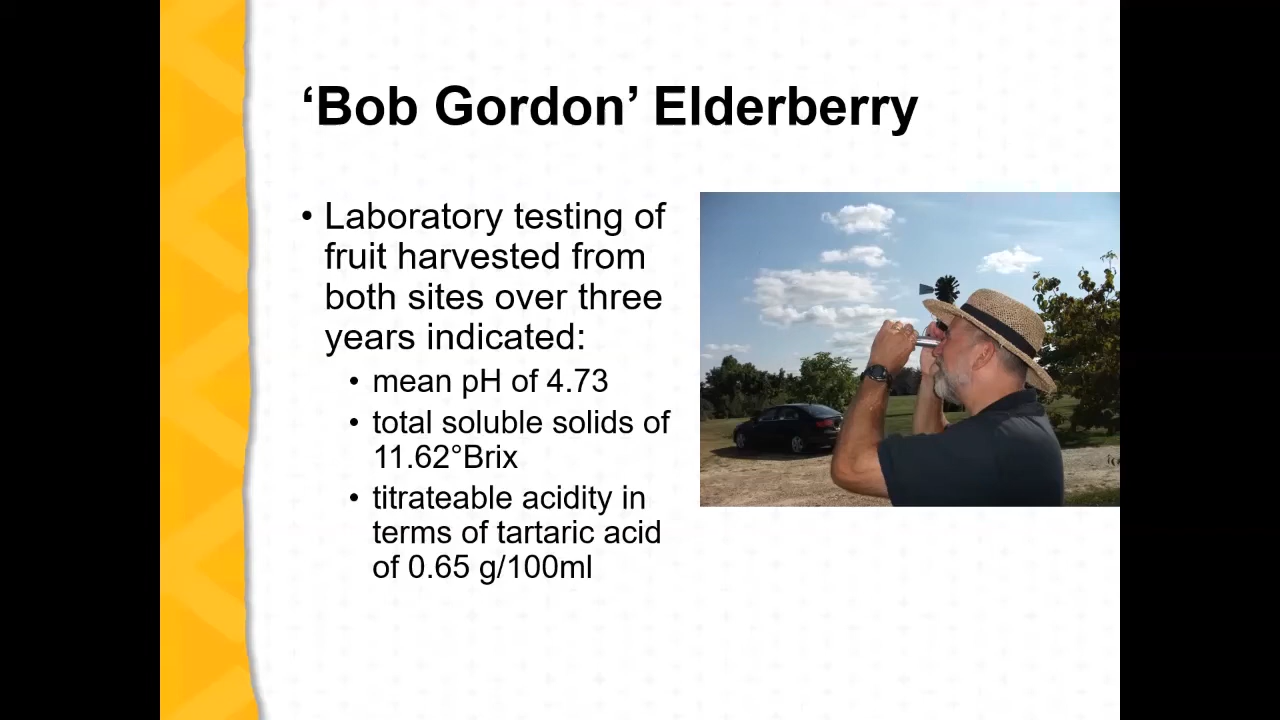 ‘Bob Gordon’ Elderberry
• Laboratory testing of
fruit harvested from
both sites over three
years indicated:
• mean pH of 4.73
• total soluble solids of
11.62°Brix
• titrateable acidity in
terms of tartaric acid
of 0.65 g/100ml